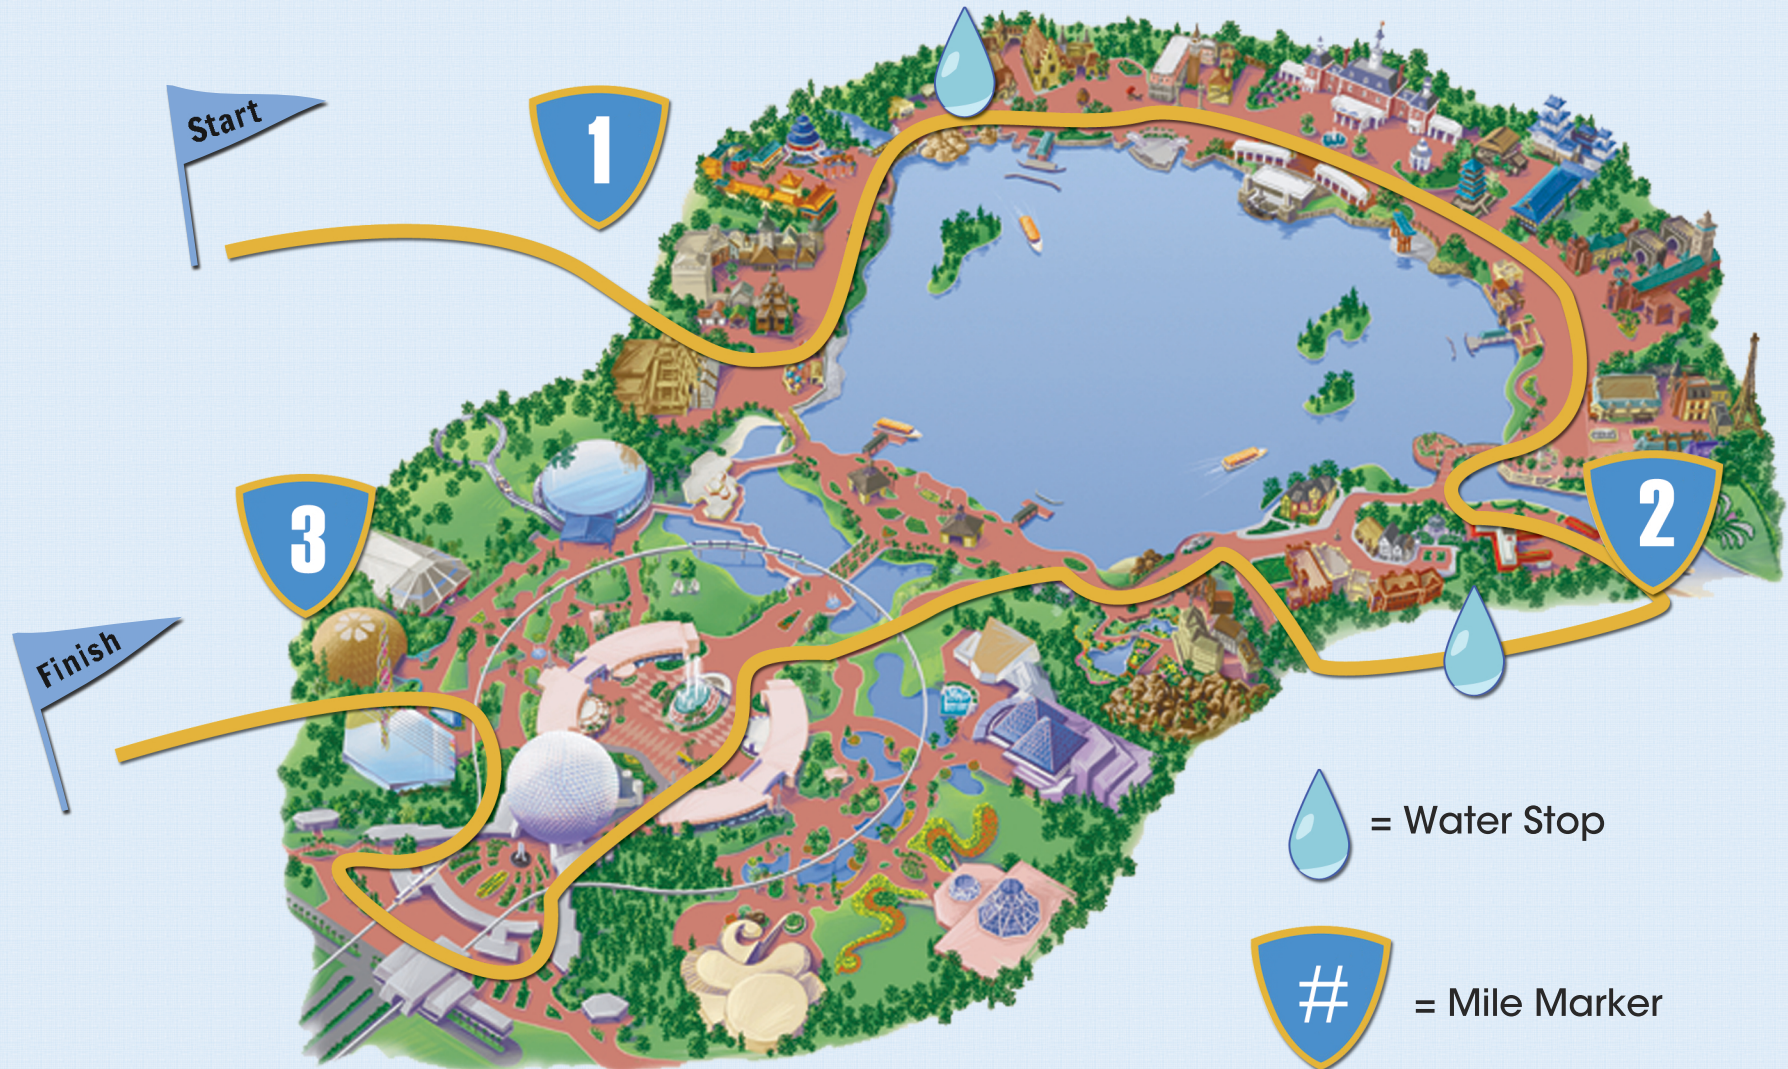 Start
1
2
3
Finish
= Water Stop
#
= Mile Marker